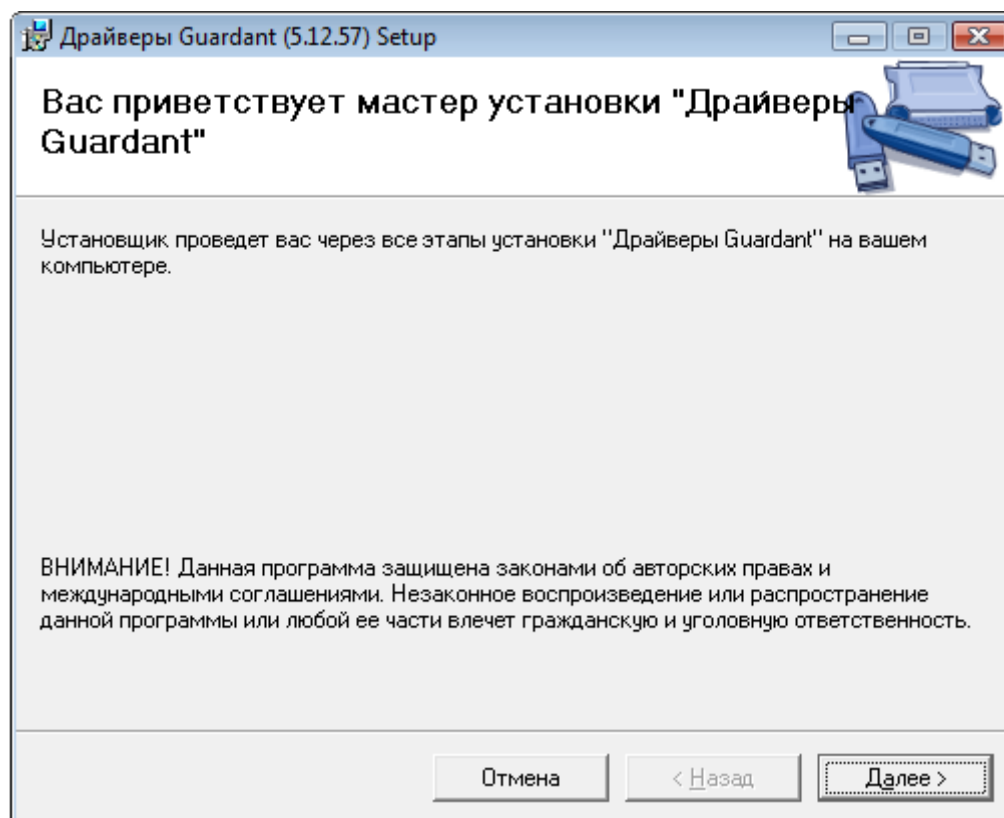 Драйверы Guardant (5.12.57) Setup
Вас приветствует мастер установки "Драйверы
Guardant"
Установщик проведет вас через все этапы установки "Драйверы Guardant" на вашем
компьютере.
ВНИМАНИЕ! Данная программа защищена законами об авторских правах и
международными соглашениями. Незаконное воспроизведение или распространение
данной программы или любой ее части влечет гражданскую и уголовную ответственность.
Отмена
< Назад
Далее >